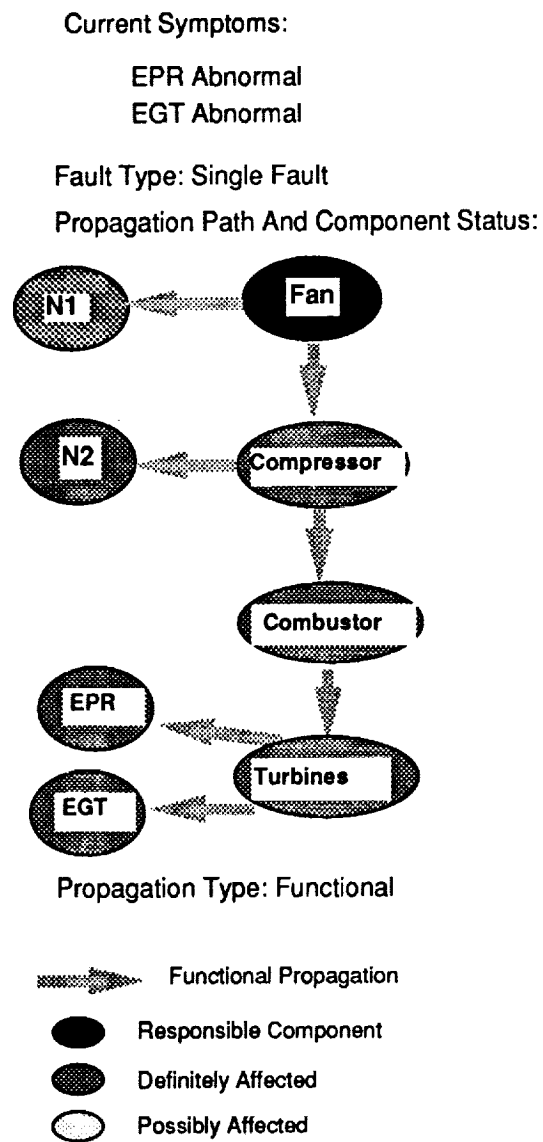 Current Symptoms:
EPR Abnormal
EGT Abnormal
Fault Type: Single Fault
Propagation Path And Component Status:
N1
Fan
N2
Compressor
Combustor
EPR
Turbines
EGT
Propagation Type: Functional
Functional Propagation
Responsible Component
Definitely Affected
Possibly Affected